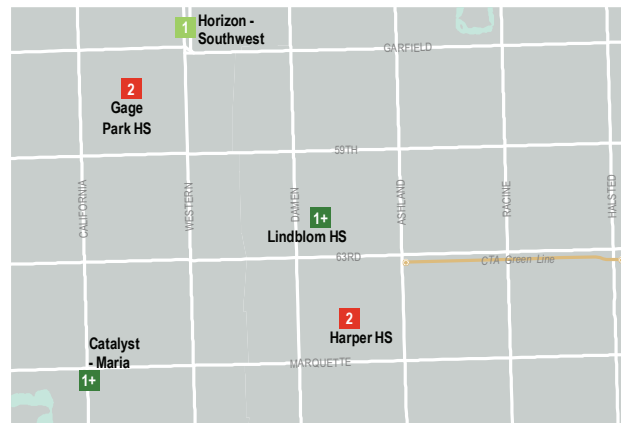 1
Horizon -
Southwest
GARFIELD
2
Gage
Park HS
59TH
CALIFORNIA
WESTERN
DAMEN
ASHLAND
RACINE
HALSTED
1+
Lindblom HS
63RD
CTA Green Line
2
Harper HS
Catalyst
- Maria
1+
MARQUETTE